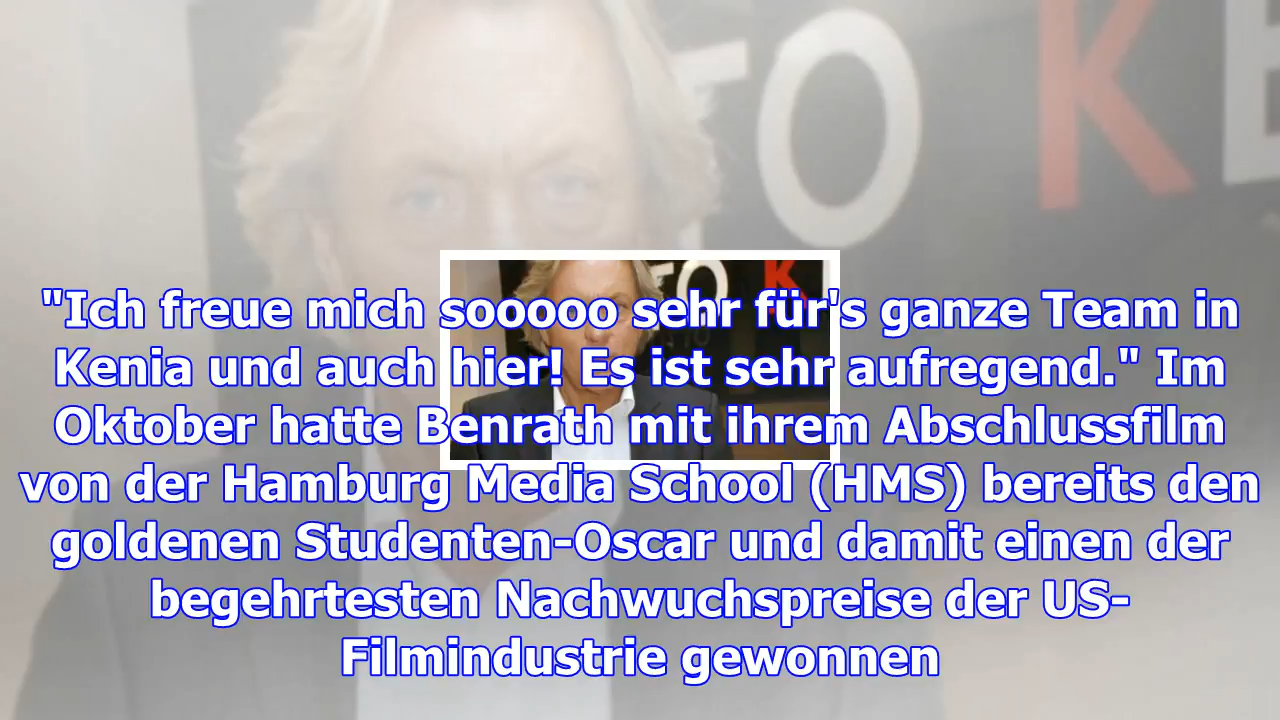 "Ich freue mich sooooo sehr für's ganze Team in
Kenia und auch hier! Es ist sehr aufregend." Im
Oktober hatte Benrath mit ihrem Abschlussfilm
von der Hamburg Media School (HMS) bereits den
goldenen Studenten-Oscar und damit einen der
begehrtesten Nachwuchspreise der US-
Filmindustrie gewonnen